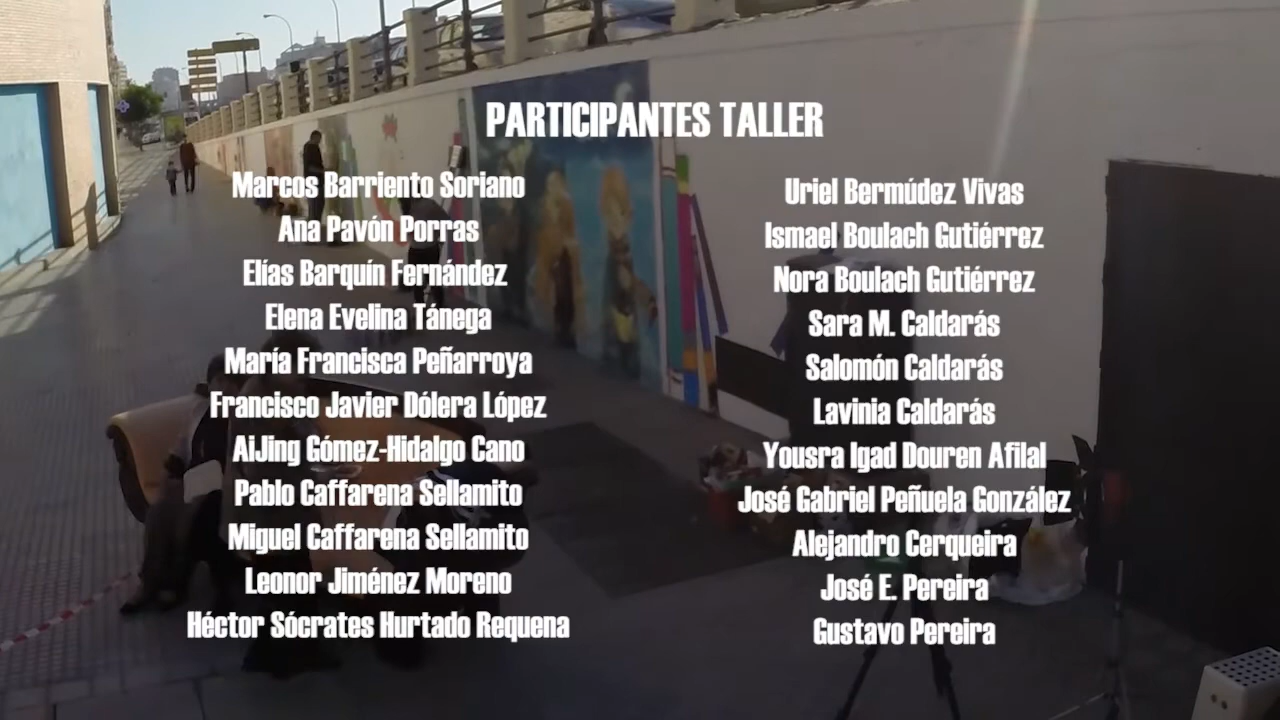 PARTICIPANTES TALLER
Marcos Barriento Soriano
Ana Pavón Porras
Elías Barquín Fernández
Elena Evelina Tánega
María Francisca Peñarroya
Francisco Javier Dólera López
AiJing Gómez-Hidalgo Cano
Pablo Caffarena Sellamito
Miguel Caffarena Sellamito
Leonor Jiménez Moreno
Héctor Sócrates Hurtado Requena
Uriel Bermúdez Vivas
Ismael Boulach Gutiérrez
Nora Boulach Gutiérrez
Sara M. Caldarás
Salomón Caldarás
Lavinia Caldarás
Yousra Igad Douren Afilal
José Gabriel Peñuela González
Alejandro Cerqueira
José E. Pereira
Gustavo Pereira